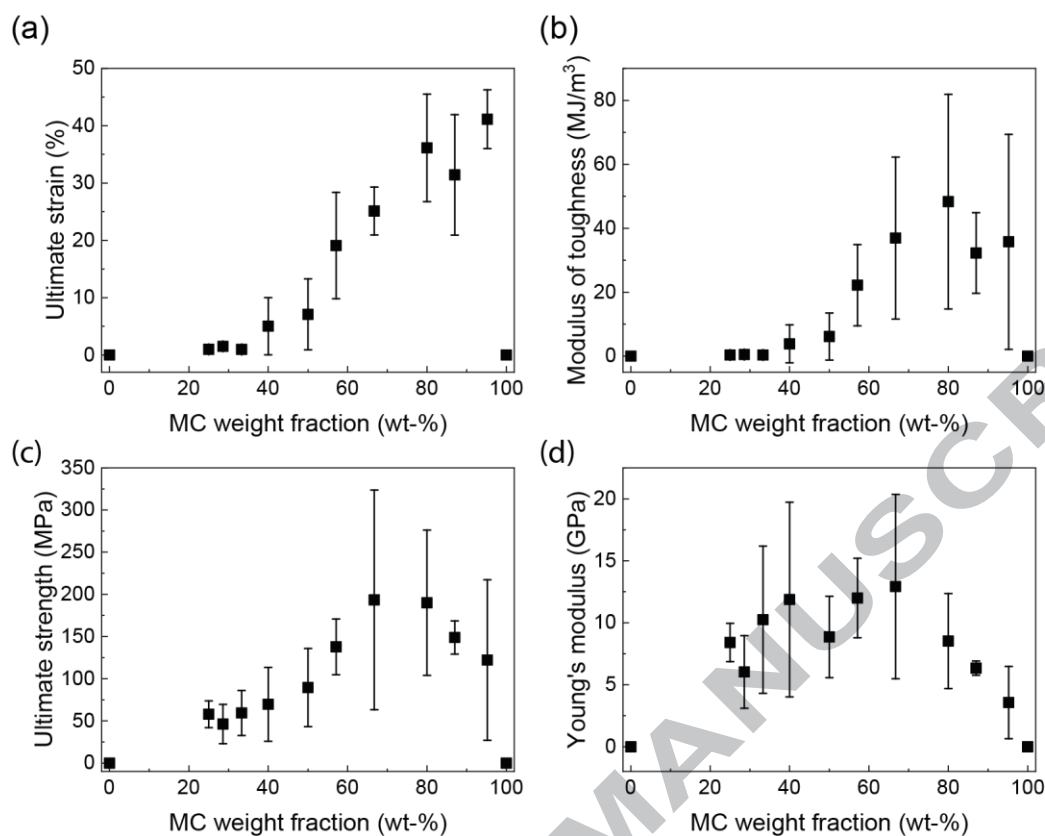 (a)
Ultimate strain (%)
50
40
30
20
10
0
0 20 40 60 80 100
MC weight fraction (wt-%)
(b)
Modulus of toughness (MJ/m³)
80
60
40
20
0
0 20 40 60 80 100
MC weight fraction (wt-%)
(c)
Ultimate strength (MPa)
350
300
250
200
150
100
50
0
0 20 40 60 80 100
MC weight fraction (wt-%)
(d)
Young's modulus (GPa)
20
15
10
5
0
0 20 40 60 80 100
MC weight fraction (wt-%)
MANUSCR